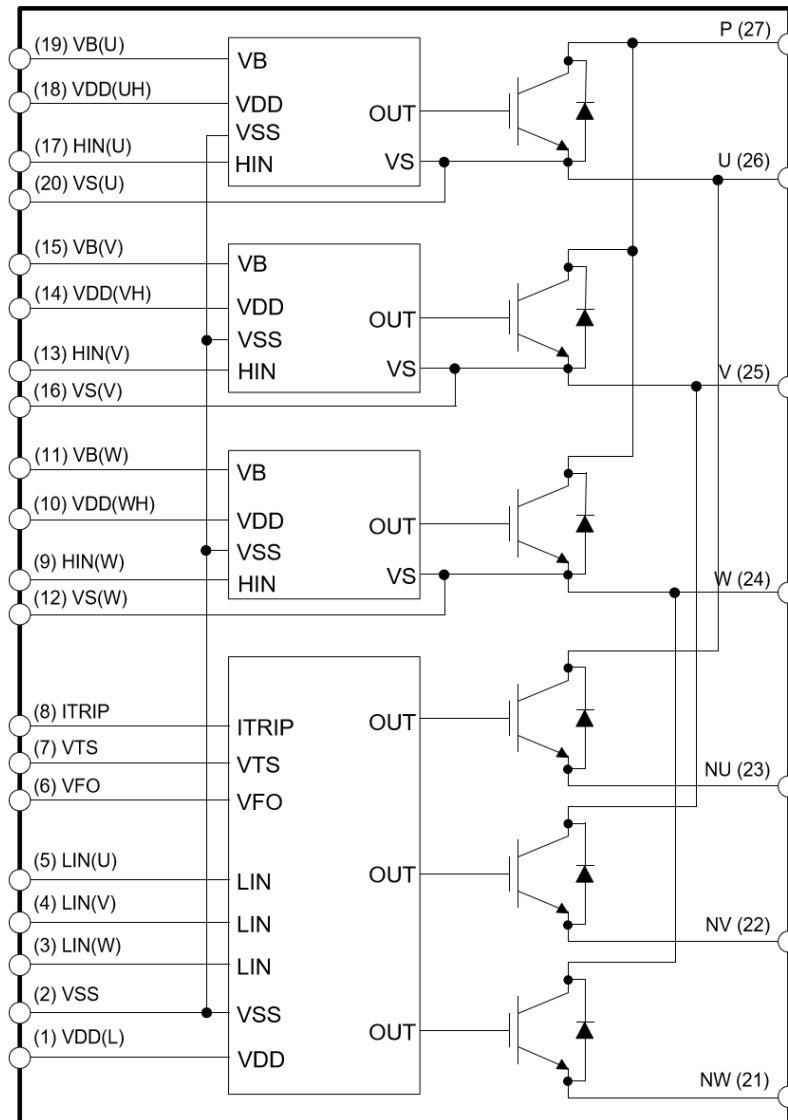 (19) VB(U)
VB
P (27)
(18) VDD(UH)
VDD
OUT
VSS
(17) HIN(U)
HIN
VS
U (26)
(20) VS(U)
(15) VB(V)
VB
(14) VDD(VH)
VDD
OUT
VSS
(13) HIN(V)
HIN
VS
V (25)
(16) VS(V)
(11) VB(W)
VB
(10) VDD(WH)
VDD
OUT
VSS
(9) HIN(W)
HIN
VS
W (24)
(12) VS(W)
(8) ITRIP
ITRIP
OUT
(7) VTS
VTS
NU (23)
(6) VFO
VFO
(5) LIN(U)
LIN
OUT
(4) LIN(V)
LIN
NV (22)
(3) LIN(W)
LIN
(2) VSS
VSS
OUT
(1) VDD(L)
VDD
NW (21)